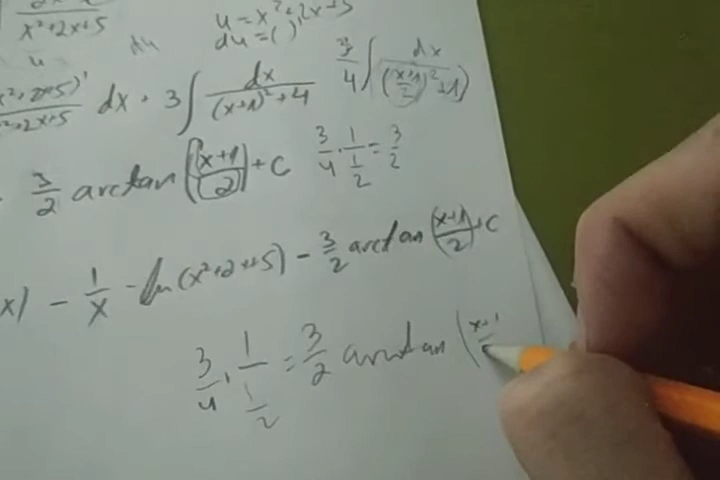 x²+2x+5
u = x²+2x+5
du = ( )'
du
u
x²+2x+5)' / x²+2x+5 dx + 3∫ dx / (x+1)²+4
3/4 ∫ dx / ((x+1)/2)²+1)
3/2 arctan((x+1)/2) + C
3/4 · 1 / 1/2 = 3/2
x) - 1/x - ln(x²+2x+5) - 3/2 arctan((x+1)/2) + C
3/4 · 1 / 1/2 = 3/2 arctan (x+1